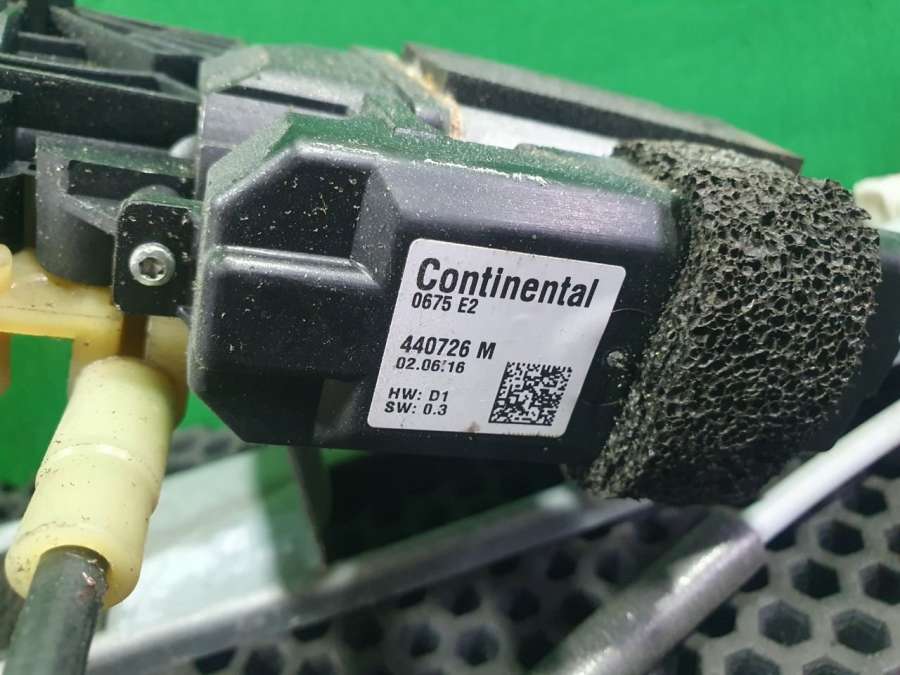 Continental
0675 E2
440726 M
02.06.16
HW: D1
SW: 0.3